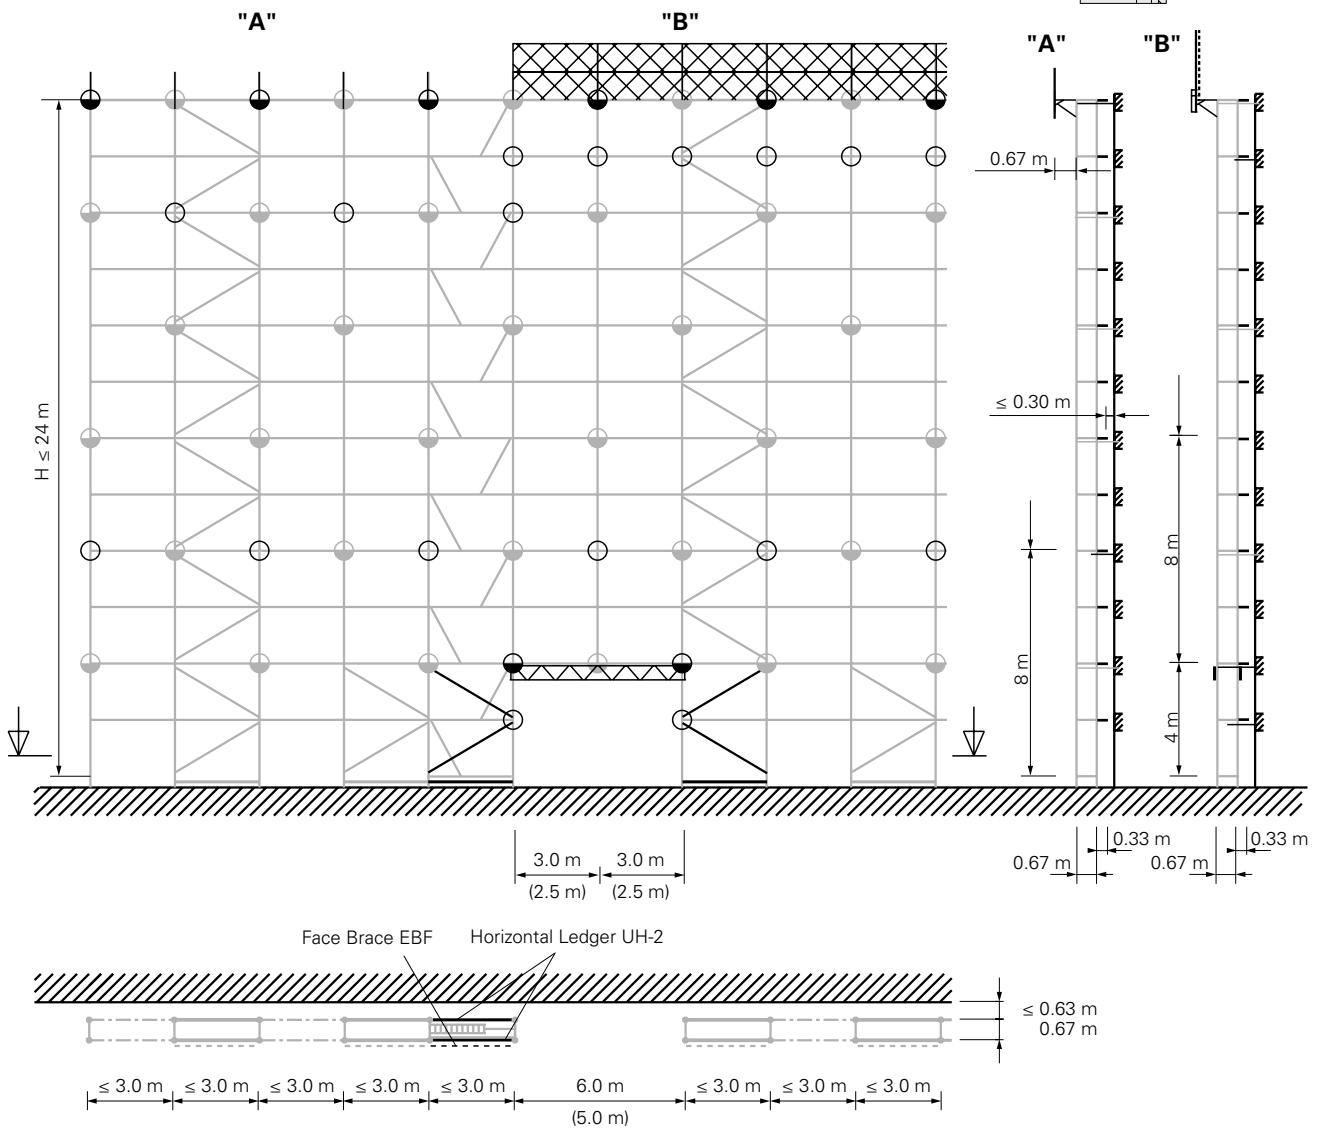 "A"
"B"
"A"
"B"
0.67 m
≤ 0.30 m
H ≤ 24 m
8 m
8 m
4 m
0.33 m
0.33 m
0.67 m
0.67 m
3.0 m
3.0 m
(2.5 m)
(2.5 m)
Face Brace EBF
Horizontal Ledger UH-2
≤ 0.63 m
0.67 m
≤ 3.0 m
≤ 3.0 m
≤ 3.0 m
≤ 3.0 m
≤ 3.0 m
6.0 m
≤ 3.0 m
≤ 3.0 m
≤ 3.0 m
(5.0 m)